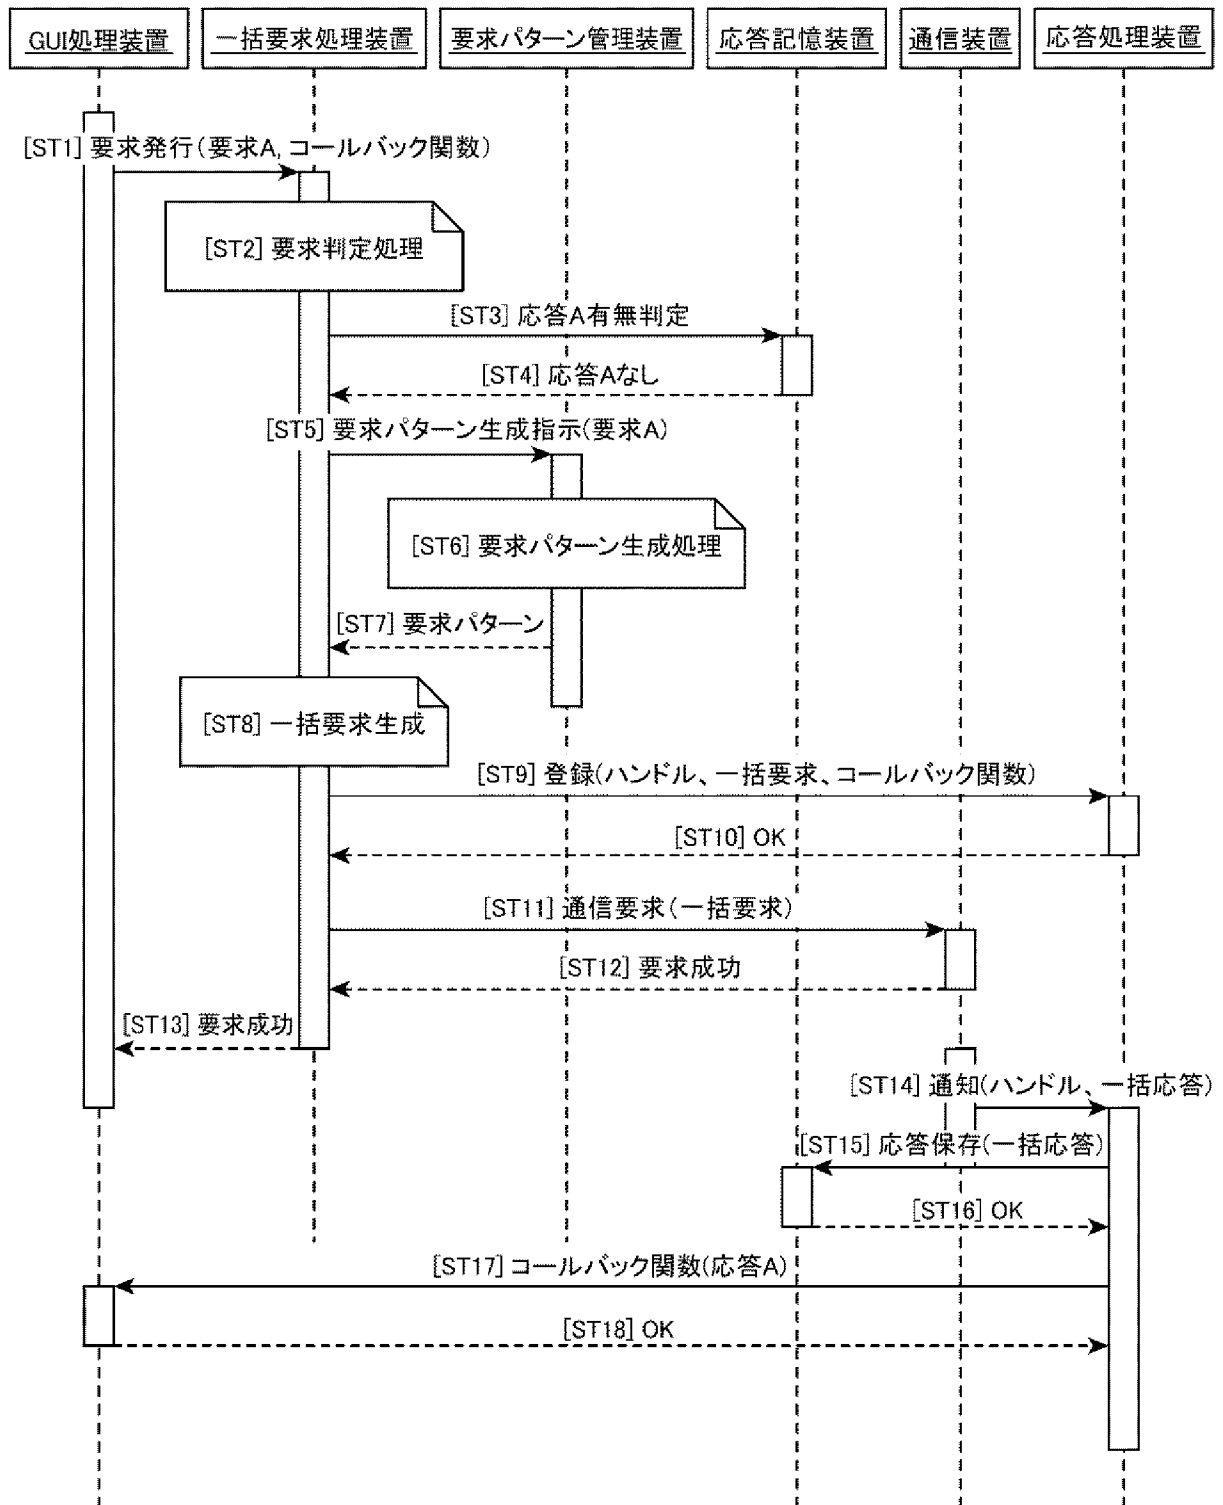 GUI処理装置
一括要求処理装置
要求パターン管理装置
応答記憶装置
通信装置
応答処理装置
[ST1] 要求発行(要求A, コールバック関数)
[ST2] 要求判定処理
[ST3] 応答A有無判定
[ST4] 応答Aなし
[ST5] 要求パターン生成指示(要求A)
[ST6] 要求パターン生成処理
[ST7] 要求パターン
[ST8] 一括要求生成
[ST9] 登録(ハンドル、一括要求、コールバック関数)
[ST10] OK
[ST11] 通信要求(一括要求)
[ST12] 要求成功
[ST13] 要求成功
[ST14] 通知(ハンドル、一括応答)
[ST15] 応答保存(一括応答)
[ST16] OK
[ST17] コールバック関数(応答A)
[ST18] OK